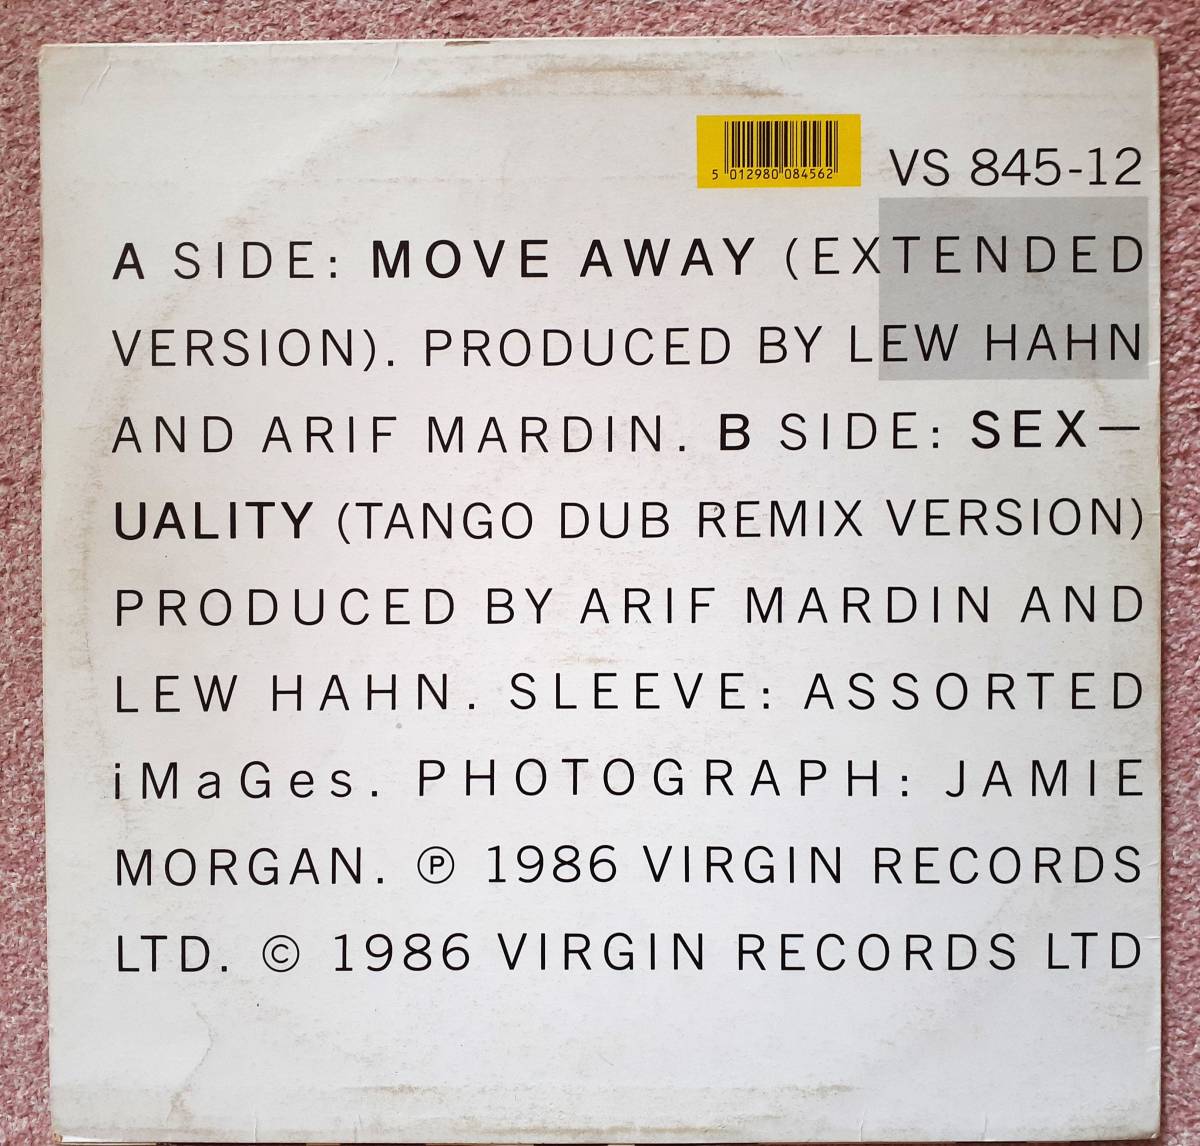 5 012980 084562
VS 845-12
A SIDE: MOVE AWAY (EXTENDED
VERSION). PRODUCED BY LEW HAHN
AND ARIF MARDIN. B SIDE: SEX—
UALITY (TANGO DUB REMIX VERSION)
PRODUCED BY ARIF MARDIN AND
LEW HAHN. SLEEVE: ASSORTED
iMaGes. PHOTOGRAPH: JAMIE
MORGAN. ℗ 1986 VIRGIN RECORDS
LTD. © 1986 VIRGIN RECORDS LTD